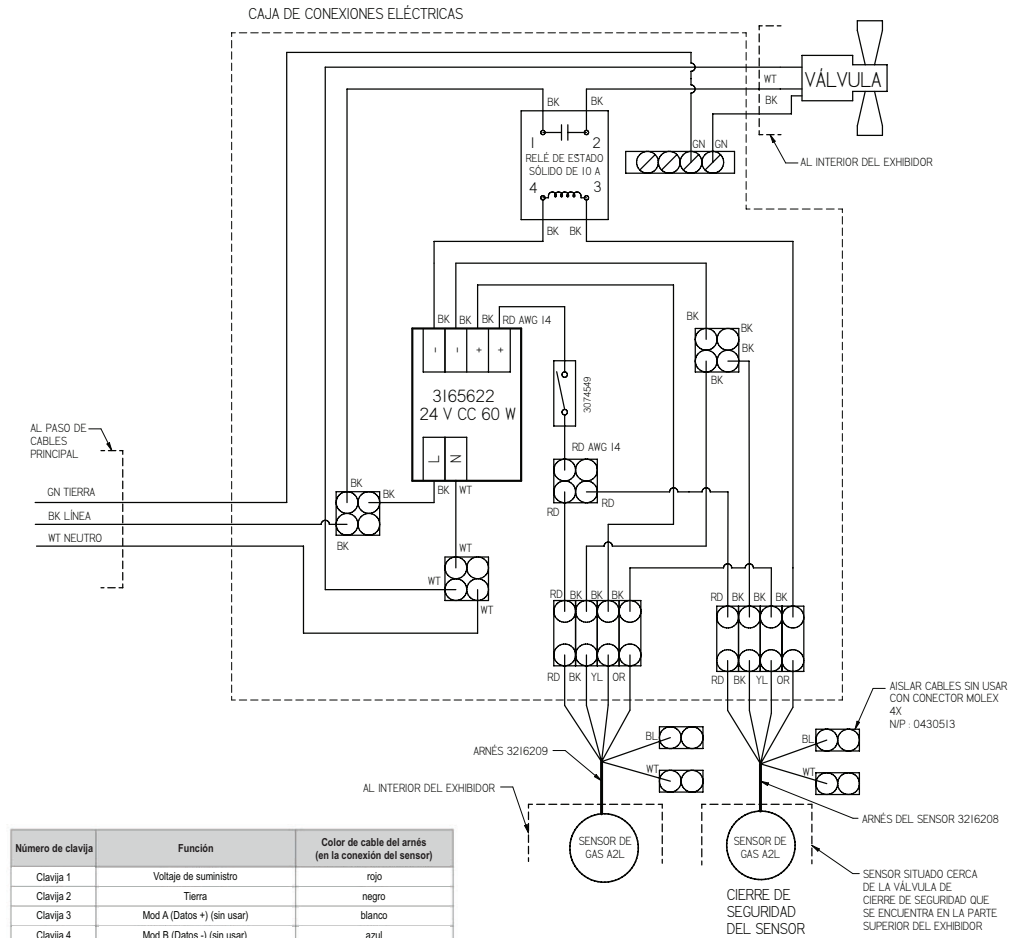 CAJA DE CONEXIONES ELÉCTRICAS
WT
VÁLVULA
BK
BK
BK
1
2
RELÉ DE ESTADO
SÓLIDO DE 10 A
4
3
GN
GN
AL INTERIOR DEL EXHIBIDOR
BK
BK
BK
BK
BK
RD AWG 14
-
-
+
+
3165622
24 V CC 60 W
L
N
3074549
BK
BK
BK
BK
AL PASO DE
CABLES
PRINCIPAL
GN TIERRA
BK LÍNEA
WT NEUTRO
BK
BK
BK
BK
WT
RD AWG 14
RD
RD
WT
WT
WT
RD
BK
BK
BK
RD
BK
BK
BK
RD
BK
YL
OR
RD
BK
YL
OR
AISLAR CABLES SIN USAR
CON CONECTOR MOLEX
4X
N/P : 0430513
BL
WT
BL
WT
ARNÉS 3216209
AL INTERIOR DEL EXHIBIDOR
ARNÉS DEL SENSOR 3216208
SENSOR DE
GAS A2L
SENSOR DE
GAS A2L
CIERRE DE
SEGURIDAD
DEL SENSOR
SENSOR SITUADO CERCA
DE LA VÁLVULA DE
CIERRE DE SEGURIDAD QUE
SE ENCUENTRA EN LA PARTE
SUPERIOR DEL EXHIBIDOR
Número de clavija Función Color de cable del arnés
(en la conexión del sensor)
Clavija 1 Voltaje de suministro rojo
Clavija 2 Tierra negro
Clavija 3 Mod A (Datos +) (sin usar) blanco
Clavija 4 Mod B (Datos -) (sin usar) azul